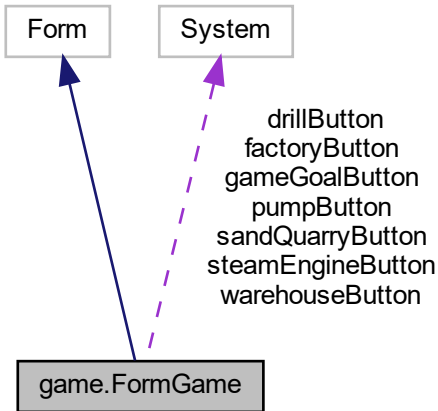 Form
System
drillButton
factoryButton
gameGoalButton
pumpButton
sandQuarryButton
steamEngineButton
warehouseButton
game.FormGame